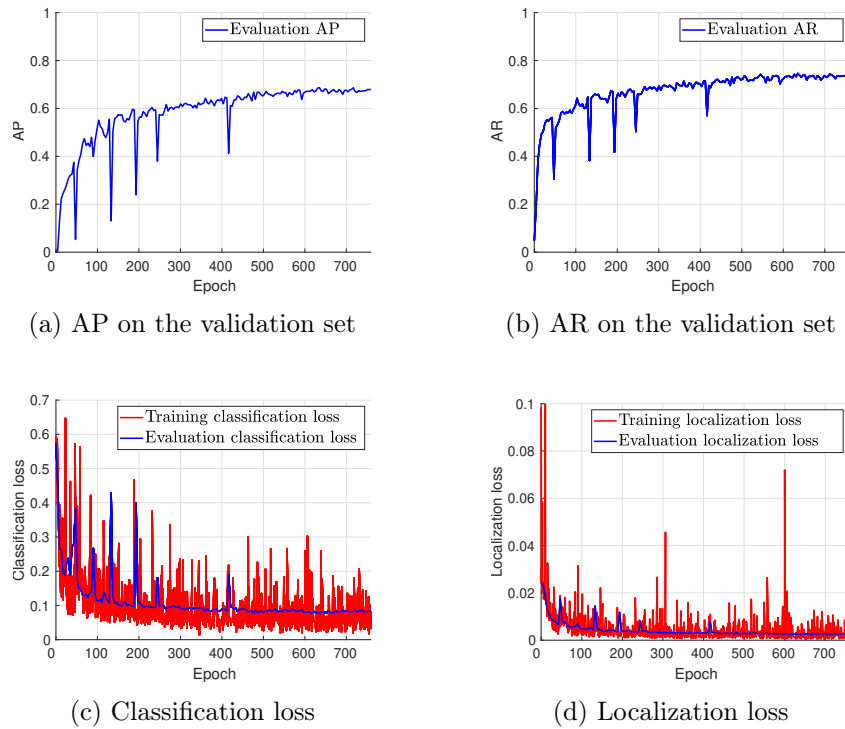 Evaluation AP
1
0.8
0.6
0.4
0.2
0
AP
0 100 200 300 400 500 600 700
Epoch
(a) AP on the validation set
Evaluation AR
1
0.8
0.6
0.4
0.2
0
AR
0 100 200 300 400 500 600 700
Epoch
(b) AR on the validation set
Training classification loss
Evaluation classification loss
0.7
0.6
0.5
0.4
0.3
0.2
0.1
0
Classification loss
0 100 200 300 400 500 600 700
Epoch
(c) Classification loss
Training localization loss
Evaluation localization loss
0.1
0.08
0.06
0.04
0.02
0
Localization loss
0 100 200 300 400 500 600 700
Epoch
(d) Localization loss